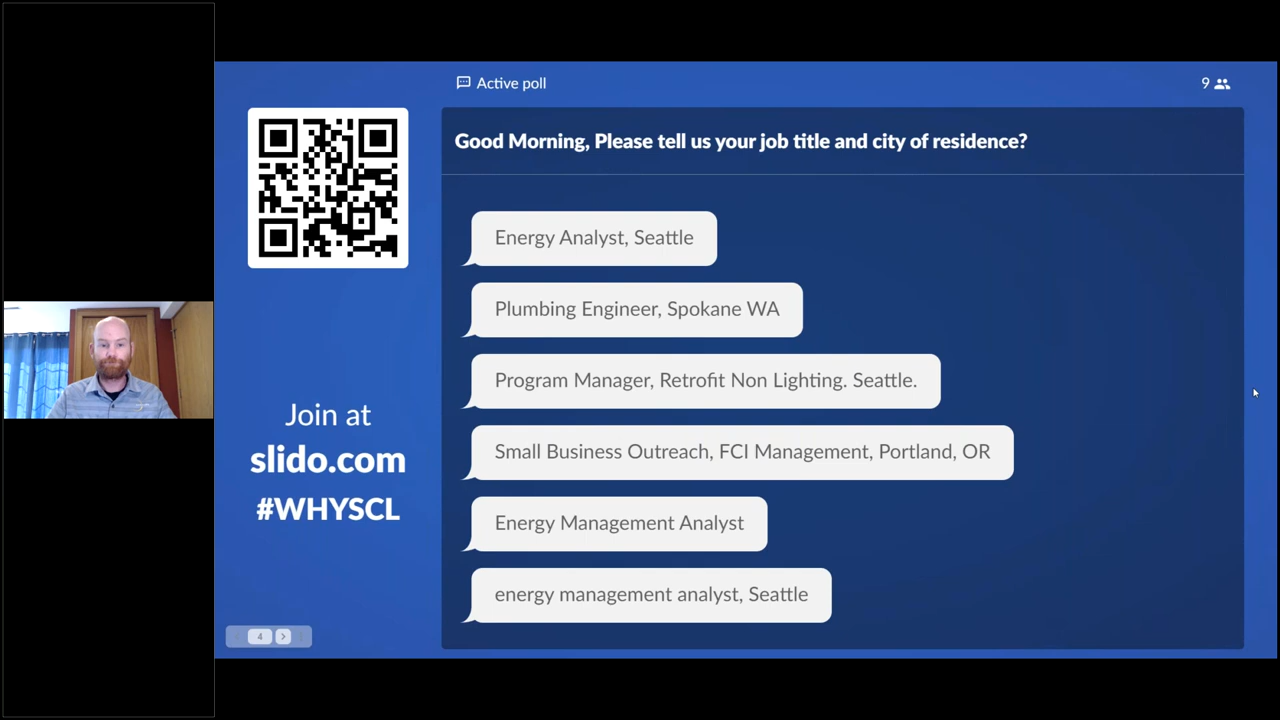 Active poll
9
Good Morning, Please tell us your job title and city of residence?
Energy Analyst, Seattle
Plumbing Engineer, Spokane WA
Program Manager, Retrofit Non Lighting. Seattle.
Small Business Outreach, FCI Management, Portland, OR
Energy Management Analyst
energy management analyst, Seattle
Join at
slido.com
#WHYSCL
4